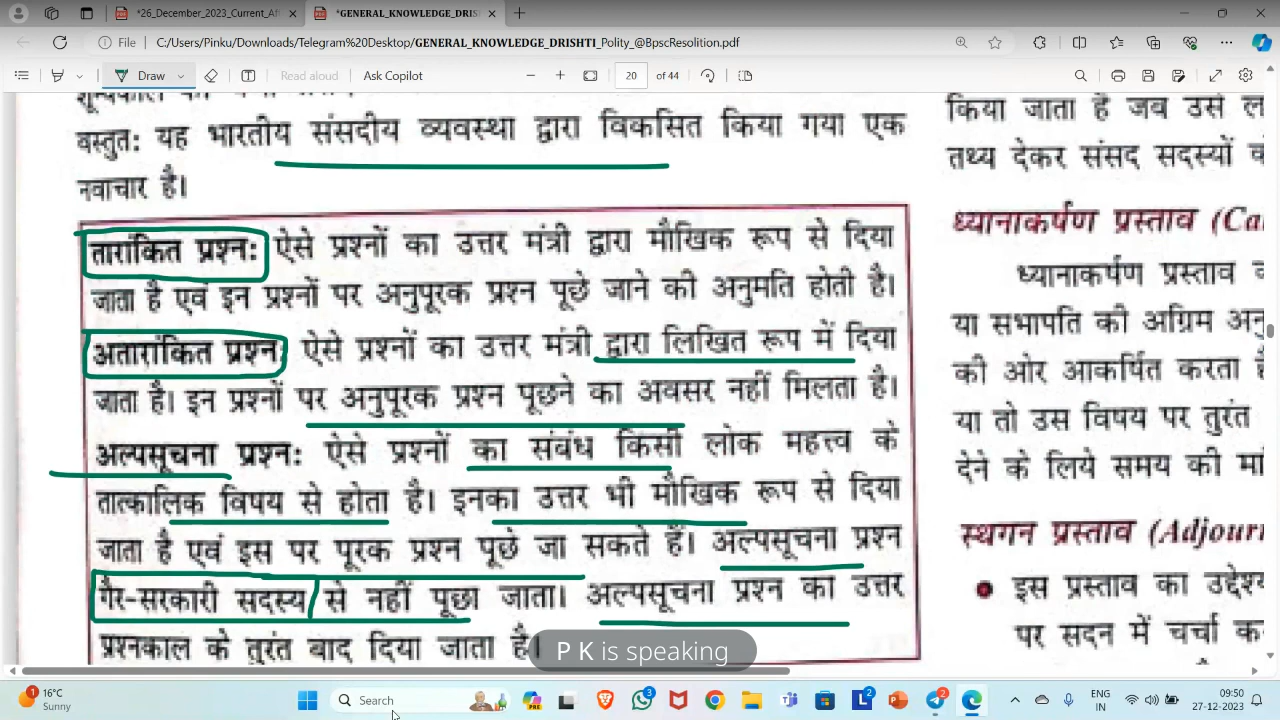 *26_December_2023_Current_Af
*GENERAL_KNOWLEDGE_DRISH
File C:/Users/Pinku/Downloads/Telegram%20Desktop/GENERAL_KNOWLEDGE_DRISHTI_Polity_@BpscResolition.pdf
Draw Read aloud Ask Copilot 20 of 44
वस्तुतः यह भारतीय संसदीय व्यवस्था द्वारा विकसित किया गया एक
नवाचार है।
तारांकित प्रश्न: ऐसे प्रश्नों का उत्तर मंत्री द्वारा मौखिक रूप से दिया
जाता है एवं इन प्रश्नों पर अनुपूरक प्रश्न पूछे जाने की अनुमति होती है।
अतारांकित प्रश्न: ऐसे प्रश्नों का उत्तर मंत्री द्वारा लिखित रूप में दिया
जाता है। इन प्रश्नों पर अनुपूरक प्रश्न पूछने का अवसर नहीं मिलता है।
अल्पसूचना प्रश्न: ऐसे प्रश्नों का संबंध किसी लोक महत्त्व के
तात्कालिक विषय से होता है। इनका उत्तर भी मौखिक रूप से दिया
जाता है एवं इस पर पूरक प्रश्न पूछे जा सकते हैं। अल्पसूचना प्रश्न
गैर-सरकारी सदस्य से नहीं पूछा जाता। अल्पसूचना प्रश्न का उत्तर
प्रश्नकाल के तुरंत बाद दिया जाता है।
किया जाता है जब उसे ल
तथ्य देकर संसद सदस्यों
ध्यानाकर्षण प्रस्ताव (Ca
ध्यानाकर्षण प्रस्ताव
या सभापति की अग्रिम अनु
की ओर आकर्षित करता
या तो उस विषय पर तुरंत
देने के लिये समय की मां
स्थगन प्रस्ताव (Adjour
इस प्रस्ताव का उद्देश्य
पर सदन में चर्चा क
P K is speaking
1 16°C
Sunny
Search
PRE
3
2
2
ENG
IN
09:50
27-12-2023